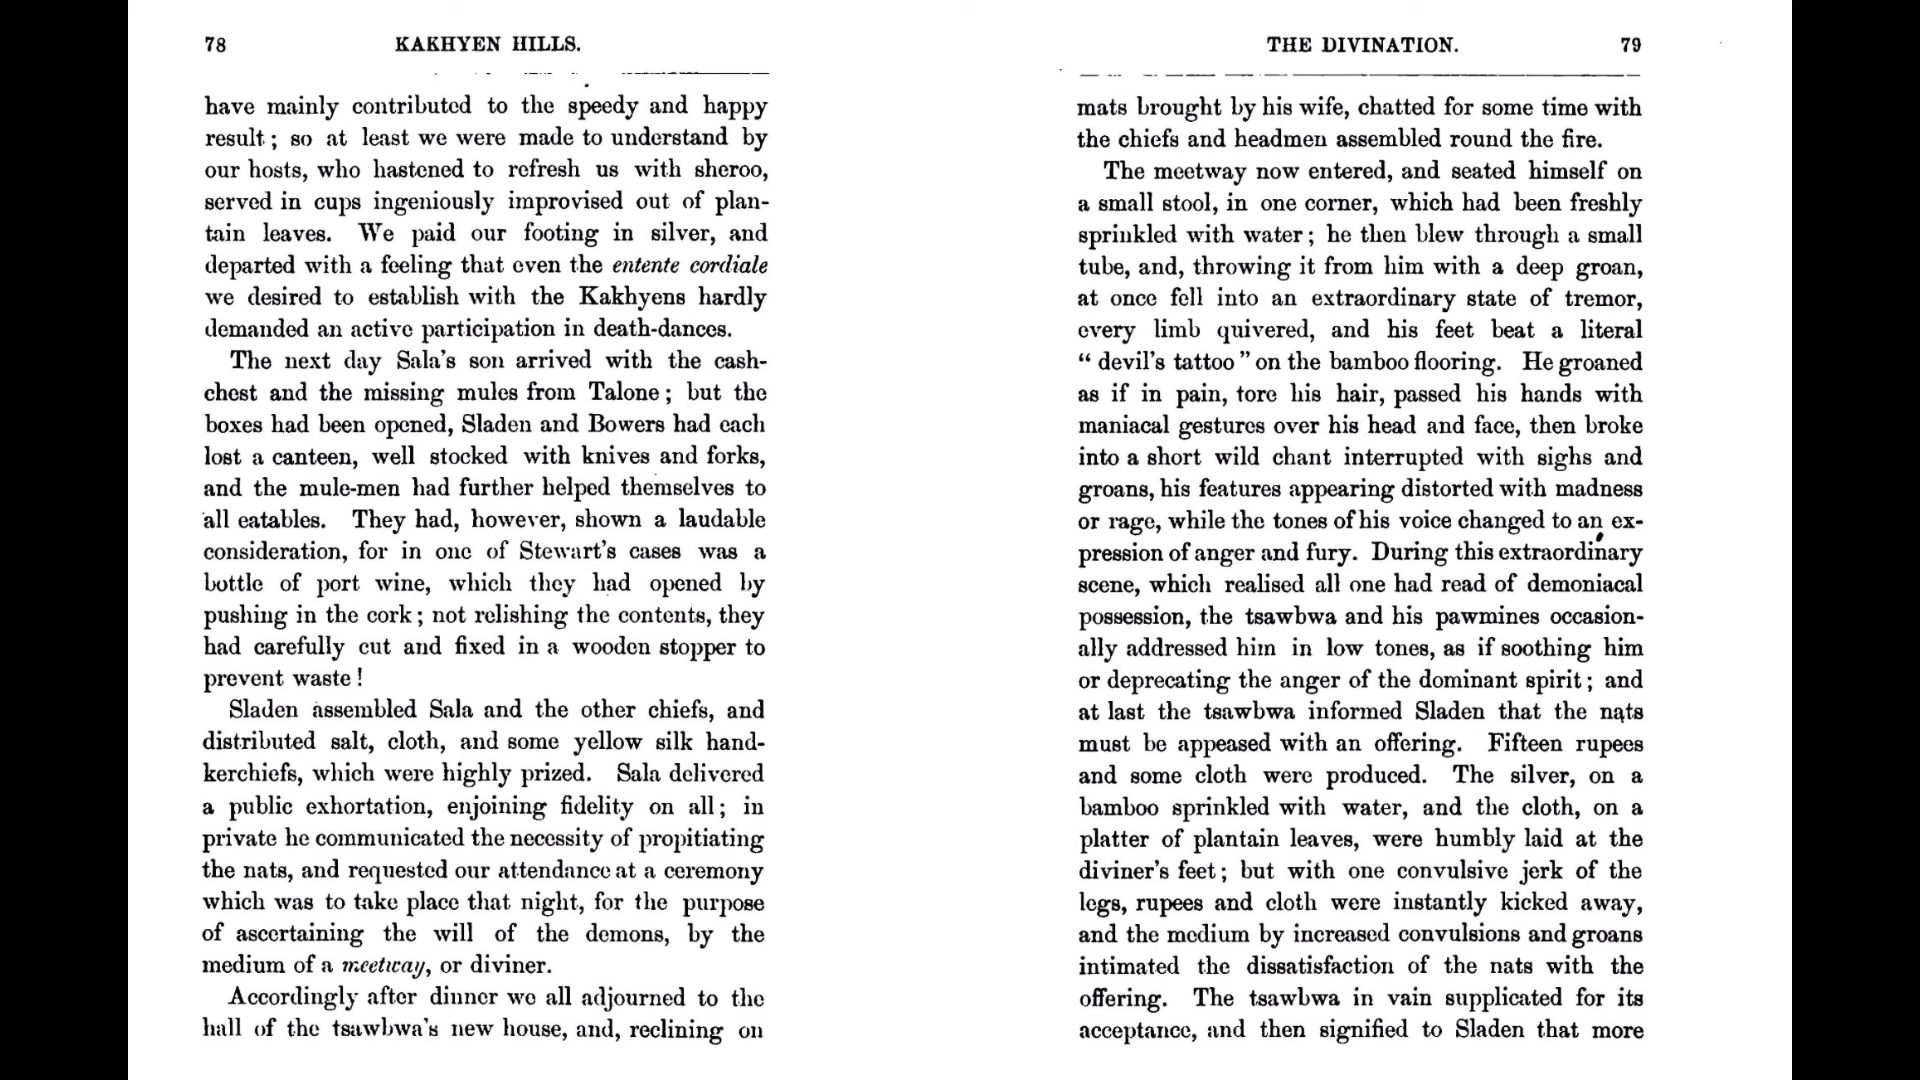 78 KAKHYEN HILLS.
have mainly contributed to the speedy and happy
result; so at least we were made to understand by
our hosts, who hastened to refresh us with sheroo,
served in cups ingeniously improvised out of plan-
tain leaves. We paid our footing in silver, and
departed with a feeling that even the entente cordiale
we desired to establish with the Kakhyens hardly
demanded an active participation in death-dances.
The next day Sala's son arrived with the cash-
chest and the missing mules from Talone; but the
boxes had been opened, Sladen and Bowers had each
lost a canteen, well stocked with knives and forks,
and the mule-men had further helped themselves to
all eatables. They had, however, shown a laudable
consideration, for in one of Stewart's cases was a
bottle of port wine, which they had opened by
pushing in the cork; not relishing the contents, they
had carefully cut and fixed in a wooden stopper to
prevent waste!
Sladen assembled Sala and the other chiefs, and
distributed salt, cloth, and some yellow silk hand-
kerchiefs, which were highly prized. Sala delivered
a public exhortation, enjoining fidelity on all; in
private he communicated the necessity of propitiating
the nats, and requested our attendance at a ceremony
which was to take place that night, for the purpose
of ascertaining the will of the demons, by the
medium of a meetway, or diviner.
Accordingly after dinner we all adjourned to the
hall of the tsawbwa's new house, and, reclining on
THE DIVINATION. 79
mats brought by his wife, chatted for some time with
the chiefs and headmen assembled round the fire.
The meetway now entered, and seated himself on
a small stool, in one corner, which had been freshly
sprinkled with water; he then blew through a small
tube, and, throwing it from him with a deep groan,
at once fell into an extraordinary state of tremor,
every limb quivered, and his feet beat a literal
"devil's tattoo" on the bamboo flooring. He groaned
as if in pain, tore his hair, passed his hands with
maniacal gestures over his head and face, then broke
into a short wild chant interrupted with sighs and
groans, his features appearing distorted with madness
or rage, while the tones of his voice changed to an ex-
pression of anger and fury. During this extraordinary
scene, which realised all one had read of demoniacal
possession, the tsawbwa and his pawmines occasion-
ally addressed him in low tones, as if soothing him
or deprecating the anger of the dominant spirit; and
at last the tsawbwa informed Sladen that the nats
must be appeased with an offering. Fifteen rupees
and some cloth were produced. The silver, on a
bamboo sprinkled with water, and the cloth, on a
platter of plantain leaves, were humbly laid at the
diviner's feet; but with one convulsive jerk of the
legs, rupees and cloth were instantly kicked away,
and the medium by increased convulsions and groans
intimated the dissatisfaction of the nats with the
offering. The tsawbwa in vain supplicated for its
acceptance, and then signified to Sladen that more